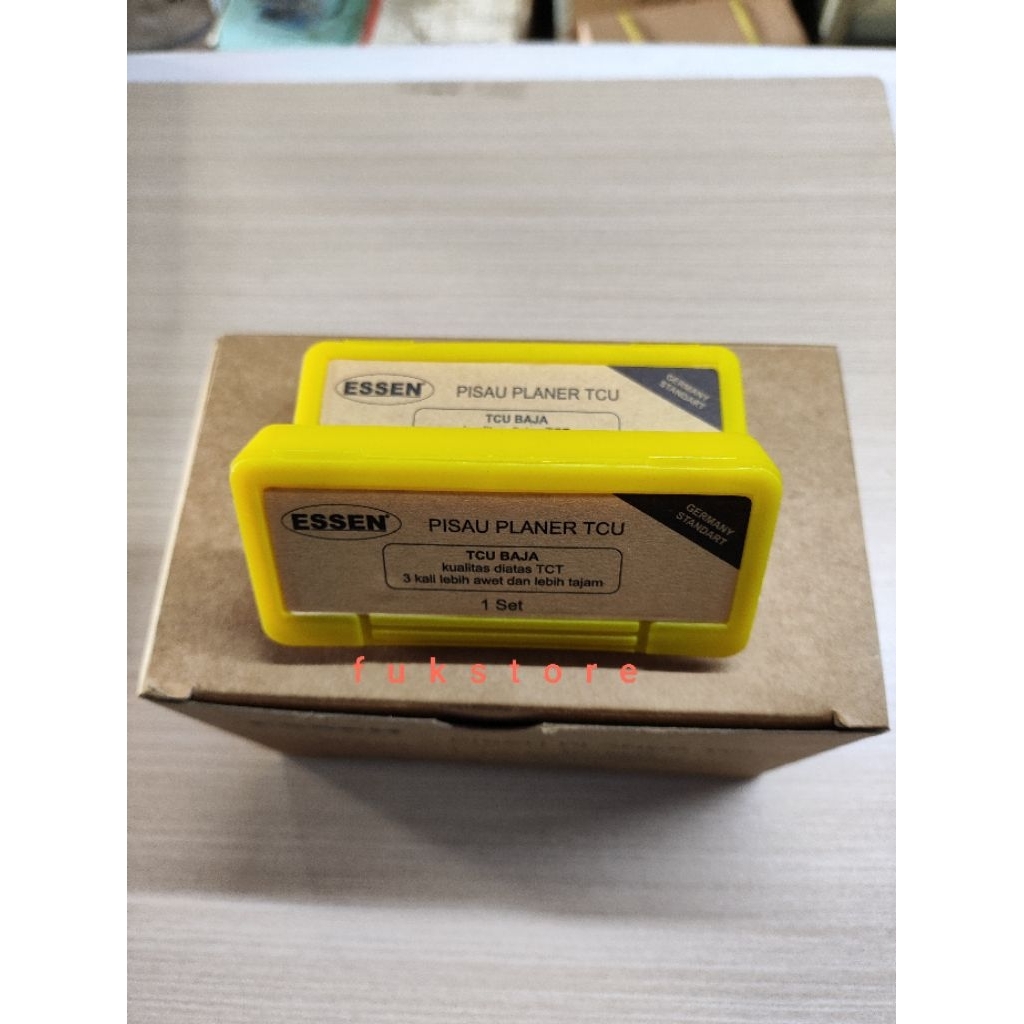 ESSEN PISAU PLANER TCU
GERMANY
STANDART
TCU BAJA
ESSEN PISAU PLANER TCU
GERMANY
STANDART
TCU BAJA
kualitas diatas TCT
3 kali lebih awet dan lebih tajam
1 Set
fukstore